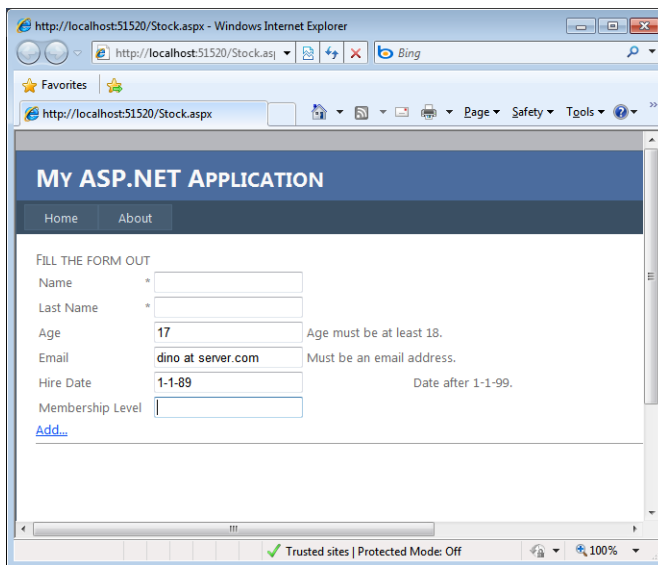 http://localhost:51520/Stock.aspx - Windows Internet Explorer
http://localhost:51520/Stock.as
Bing
Favorites
http://localhost:51520/Stock.aspx
Page Safety Tools »
MY ASP.NET APPLICATION
Home About
FILL THE FORM OUT
Name *
Last Name *
Age 17 Age must be at least 18.
Email dino at server.com Must be an email address.
Hire Date 1-1-89 Date after 1-1-99.
Membership Level
Add...
Trusted sites | Protected Mode: Off 100%